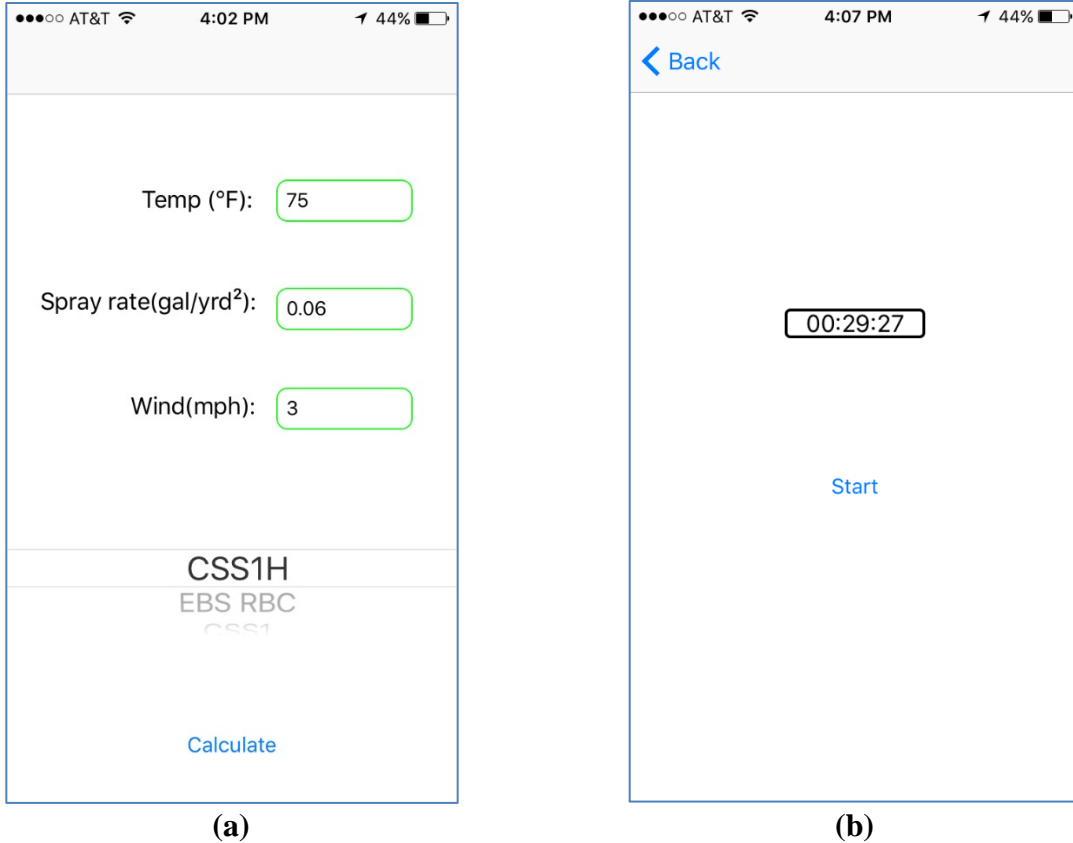 AT&T 4:02 PM 44%
Temp (°F): 75
Spray rate(gal/yrd²): 0.06
Wind(mph): 3
CSS1H
EBS RBC
CSS1
Calculate
(a)
AT&T 4:07 PM 44%
Back
00:29:27
Start
(b)